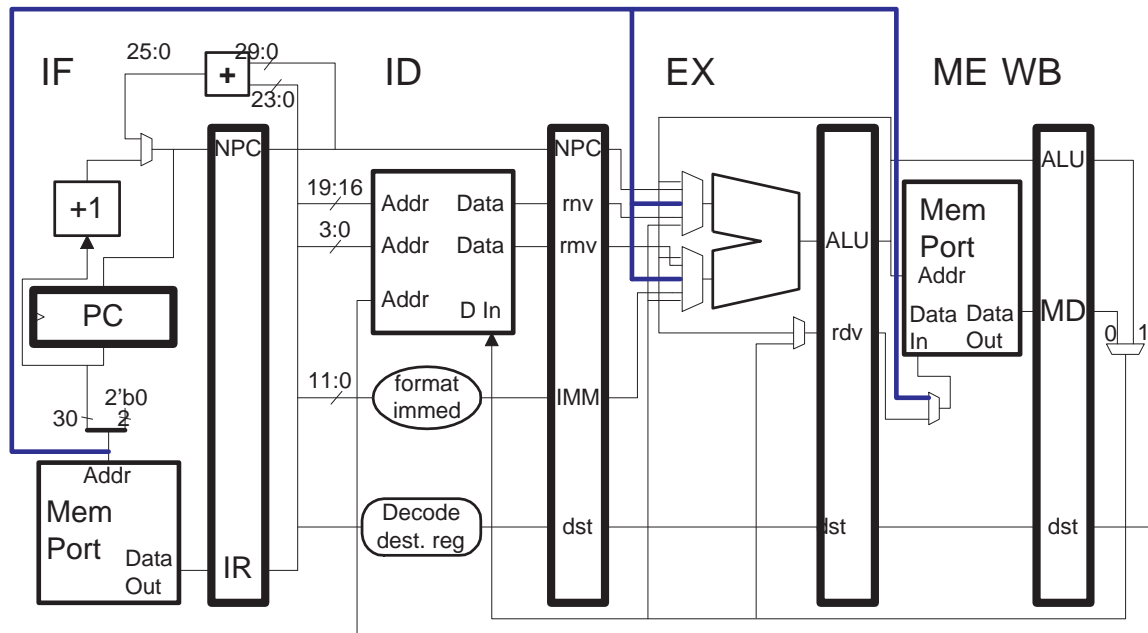 IF
ID
EX
ME WB
25:0
29:0
+
23:0
NPC
NPC
ALU
+1
19:16
Addr
Data
rnv
3:0
Addr
Data
rmv
Addr
D In
ALU
Mem
Port
Addr
Data
In
Data
Out
MD
0
1
PC
rdv
11:0
format
immed
IMM
30
2'b0
2
Addr
Mem
Port
Data
Out
IR
Decode
dest. reg
dst
dst
dst